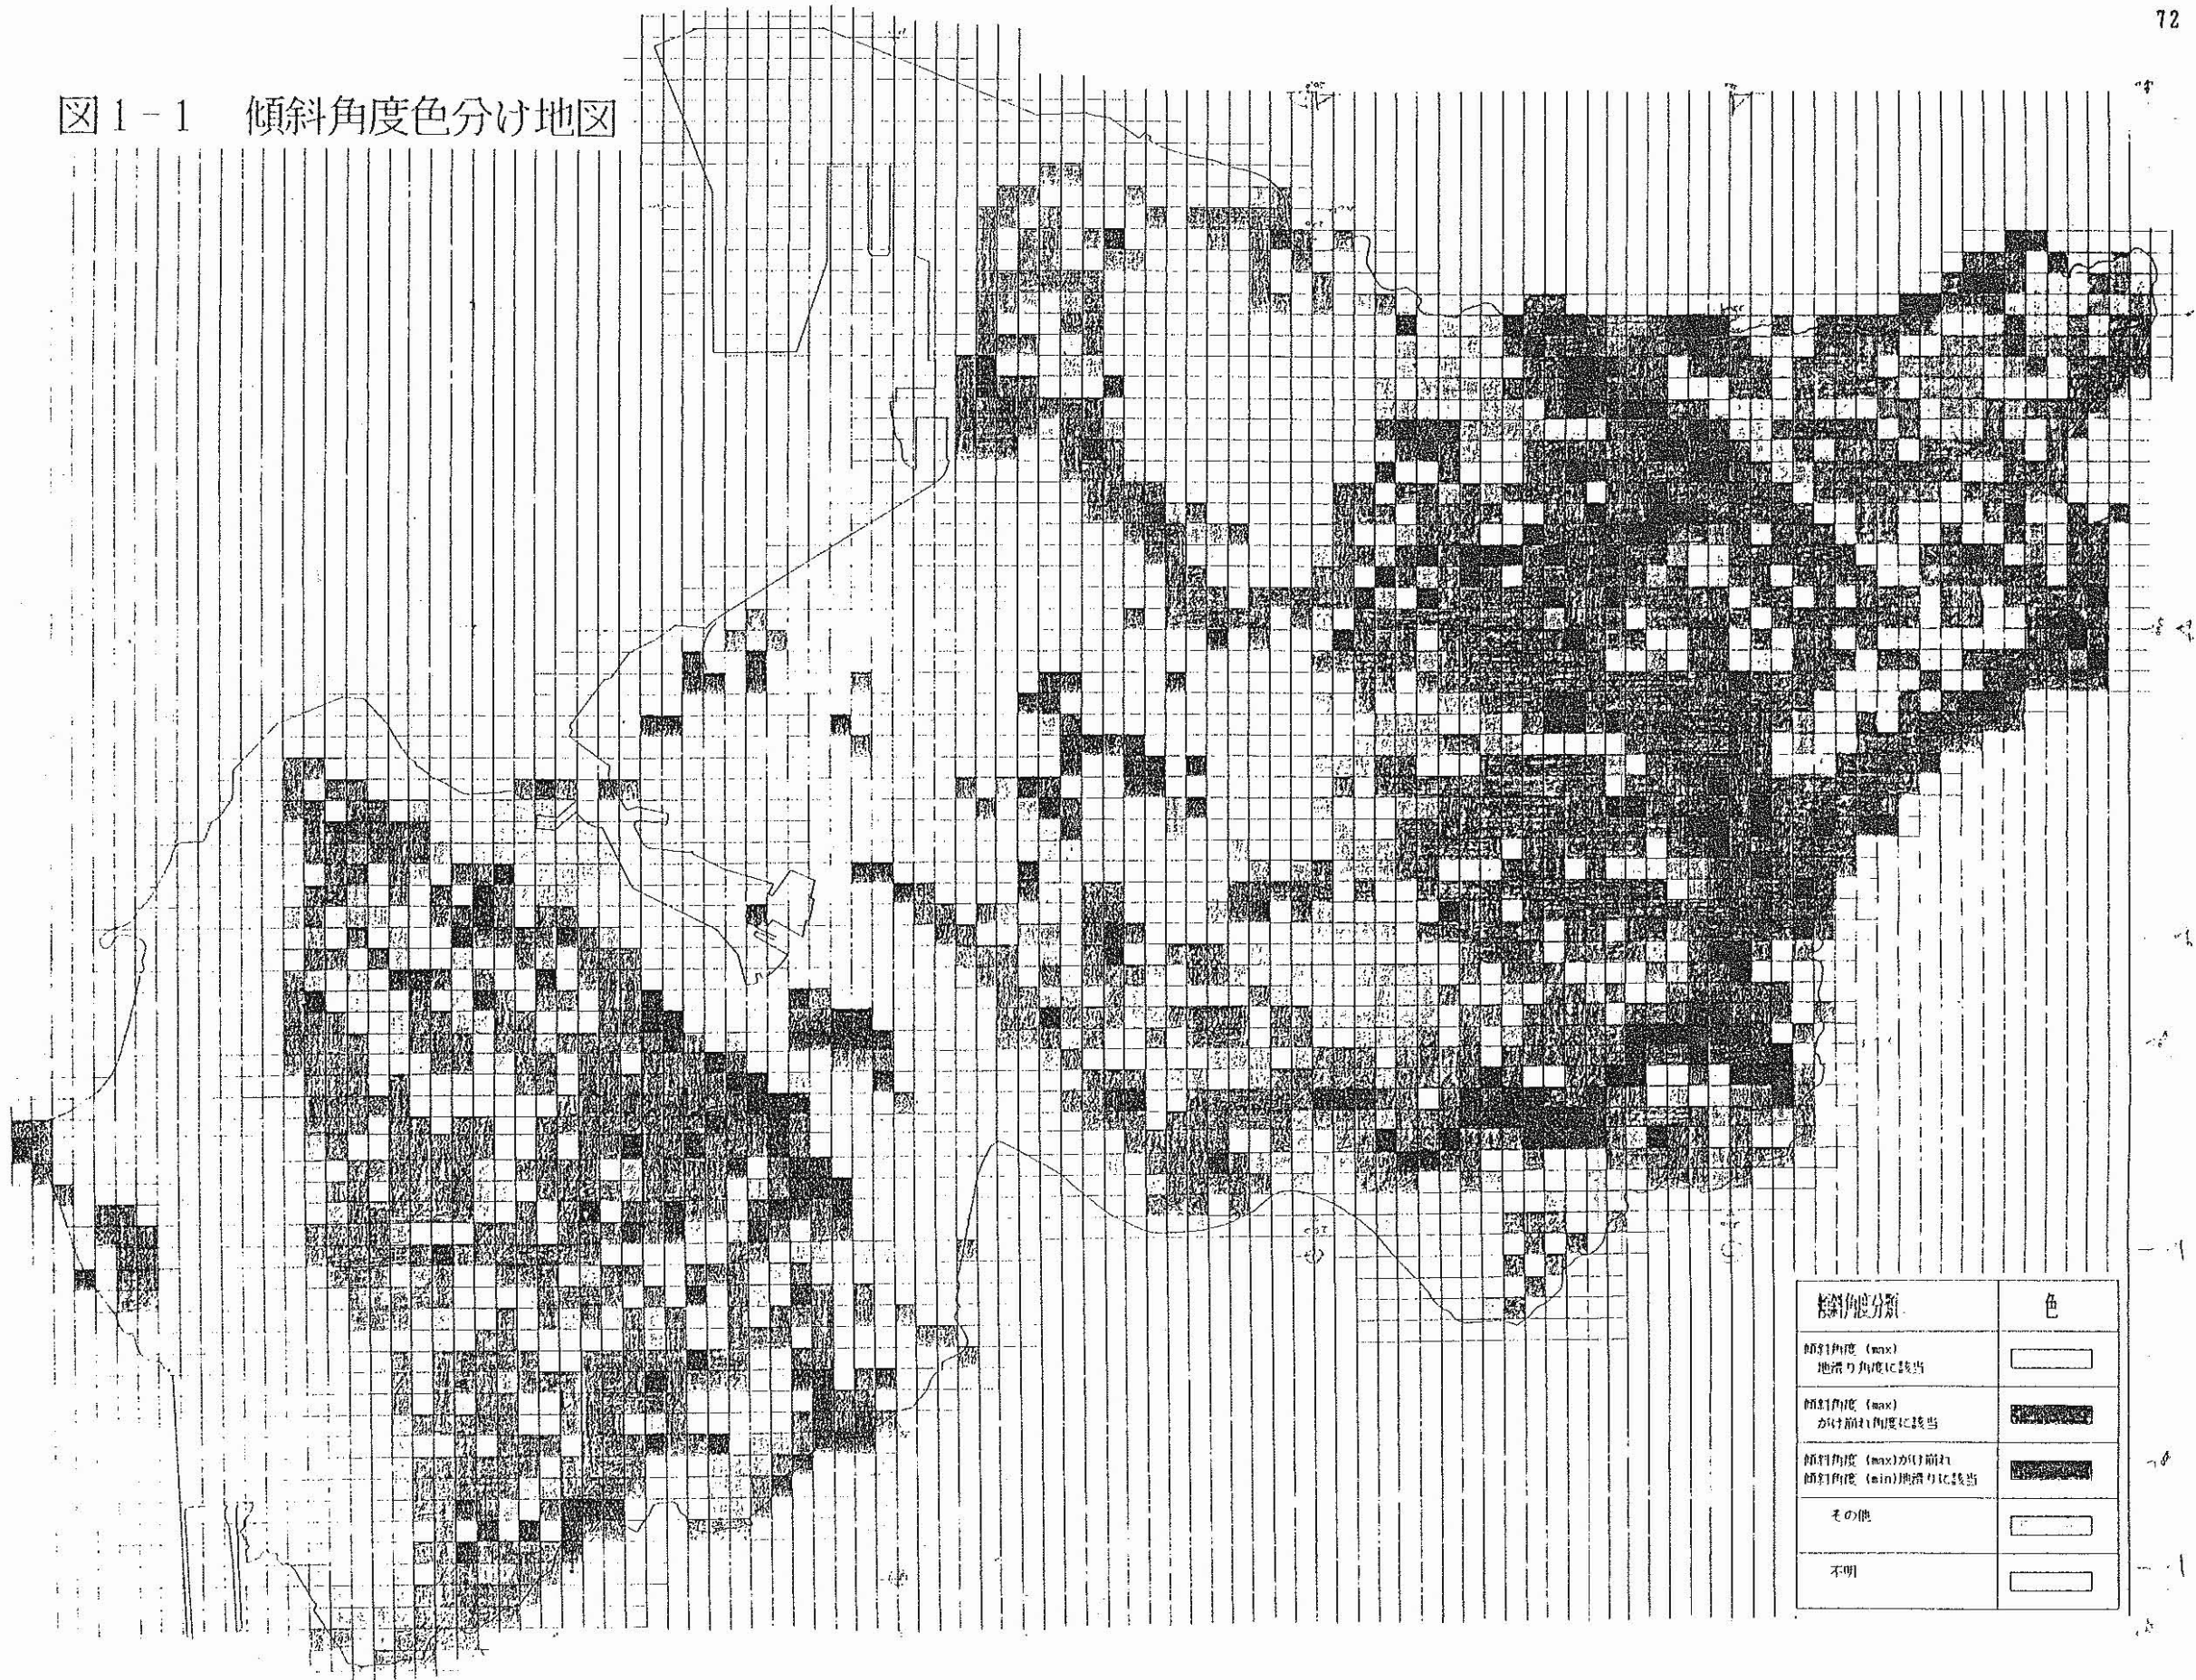 72
図1-1 傾斜角度色分け地図
傾斜角度分類 色
傾斜角度 (max)
地滑り角度に該当
傾斜角度 (max)
がけ崩れ角度に該当
傾斜角度 (max)がけ崩れ
傾斜角度 (min)地滑りに該当
その他
不明